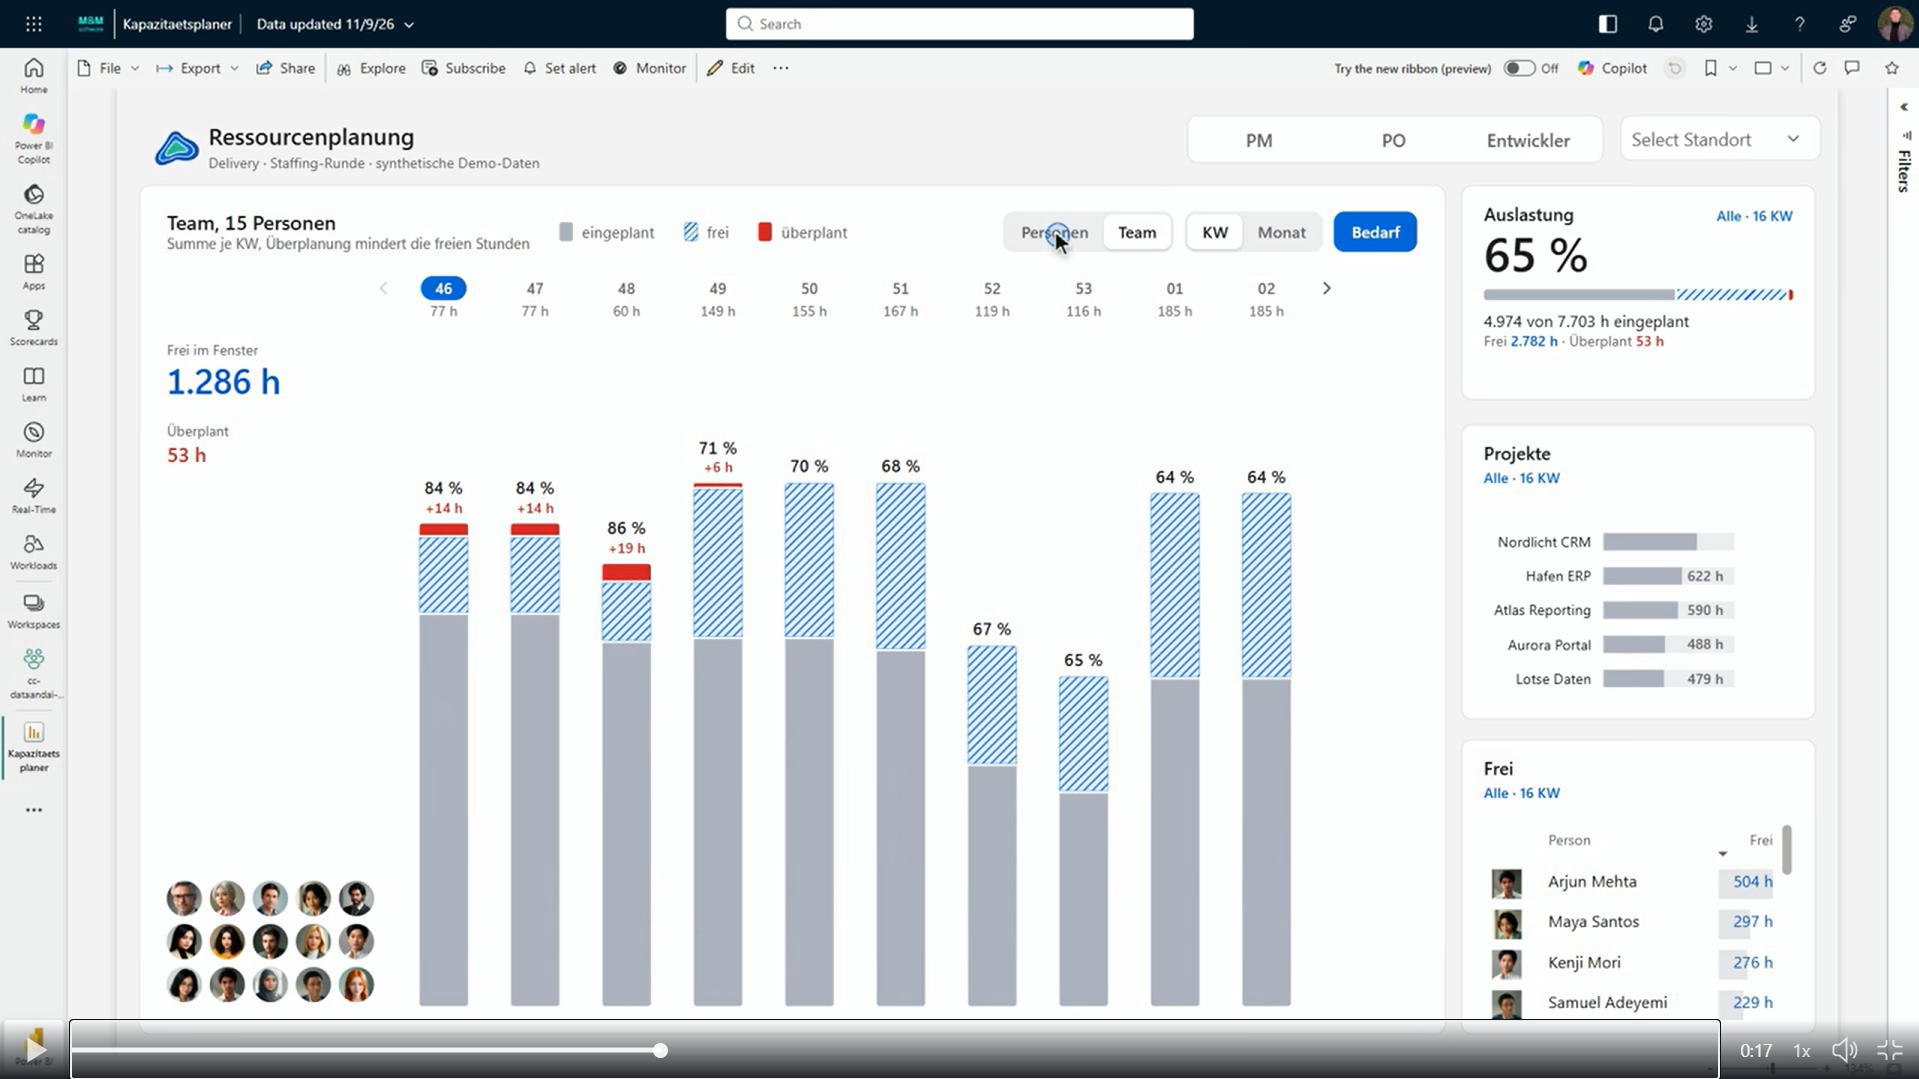 M&M software
Kapazitaetsplaner
Data updated 11/9/26
Search
File
Export
Share
Explore
Subscribe
Set alert
Monitor
Edit
Try the new ribbon (preview)
Off
Copilot
Home
Power BI Copilot
OneLake catalog
Apps
Scorecards
Learn
Monitor
Real-Time
Workloads
Workspaces
cc-dataandai-...
Kapazitaets planer
Filters
Ressourcenplanung
Delivery · Staffing-Runde · synthetische Demo-Daten
PM PO Entwickler
Select Standort
Team, 15 Personen
Summe je KW, Überplanung mindert die freien Stunden
eingeplant frei überplant
Personen Team
KW Monat
Bedarf
46 47 48 49 50 51 52 53 01 02
77 h 77 h 60 h 149 h 155 h 167 h 119 h 116 h 185 h 185 h
Frei im Fenster
1.286 h
Überplant
53 h
84 % 84 % 86 % 71 % 70 % 68 % 67 % 65 % 64 % 64 %
+14 h +14 h +19 h +6 h
Auslastung
Alle · 16 KW
65 %
4.974 von 7.703 h eingeplant
Frei 2.782 h · Überplant 53 h
Projekte
Alle · 16 KW
Nordlicht CRM
Hafen ERP 622 h
Atlas Reporting 590 h
Aurora Portal 488 h
Lotse Daten 479 h
Frei
Alle · 16 KW
Person Frei
Arjun Mehta 504 h
Maya Santos 297 h
Kenji Mori 276 h
Samuel Adeyemi 229 h
Power BI
0:17 1x
134%